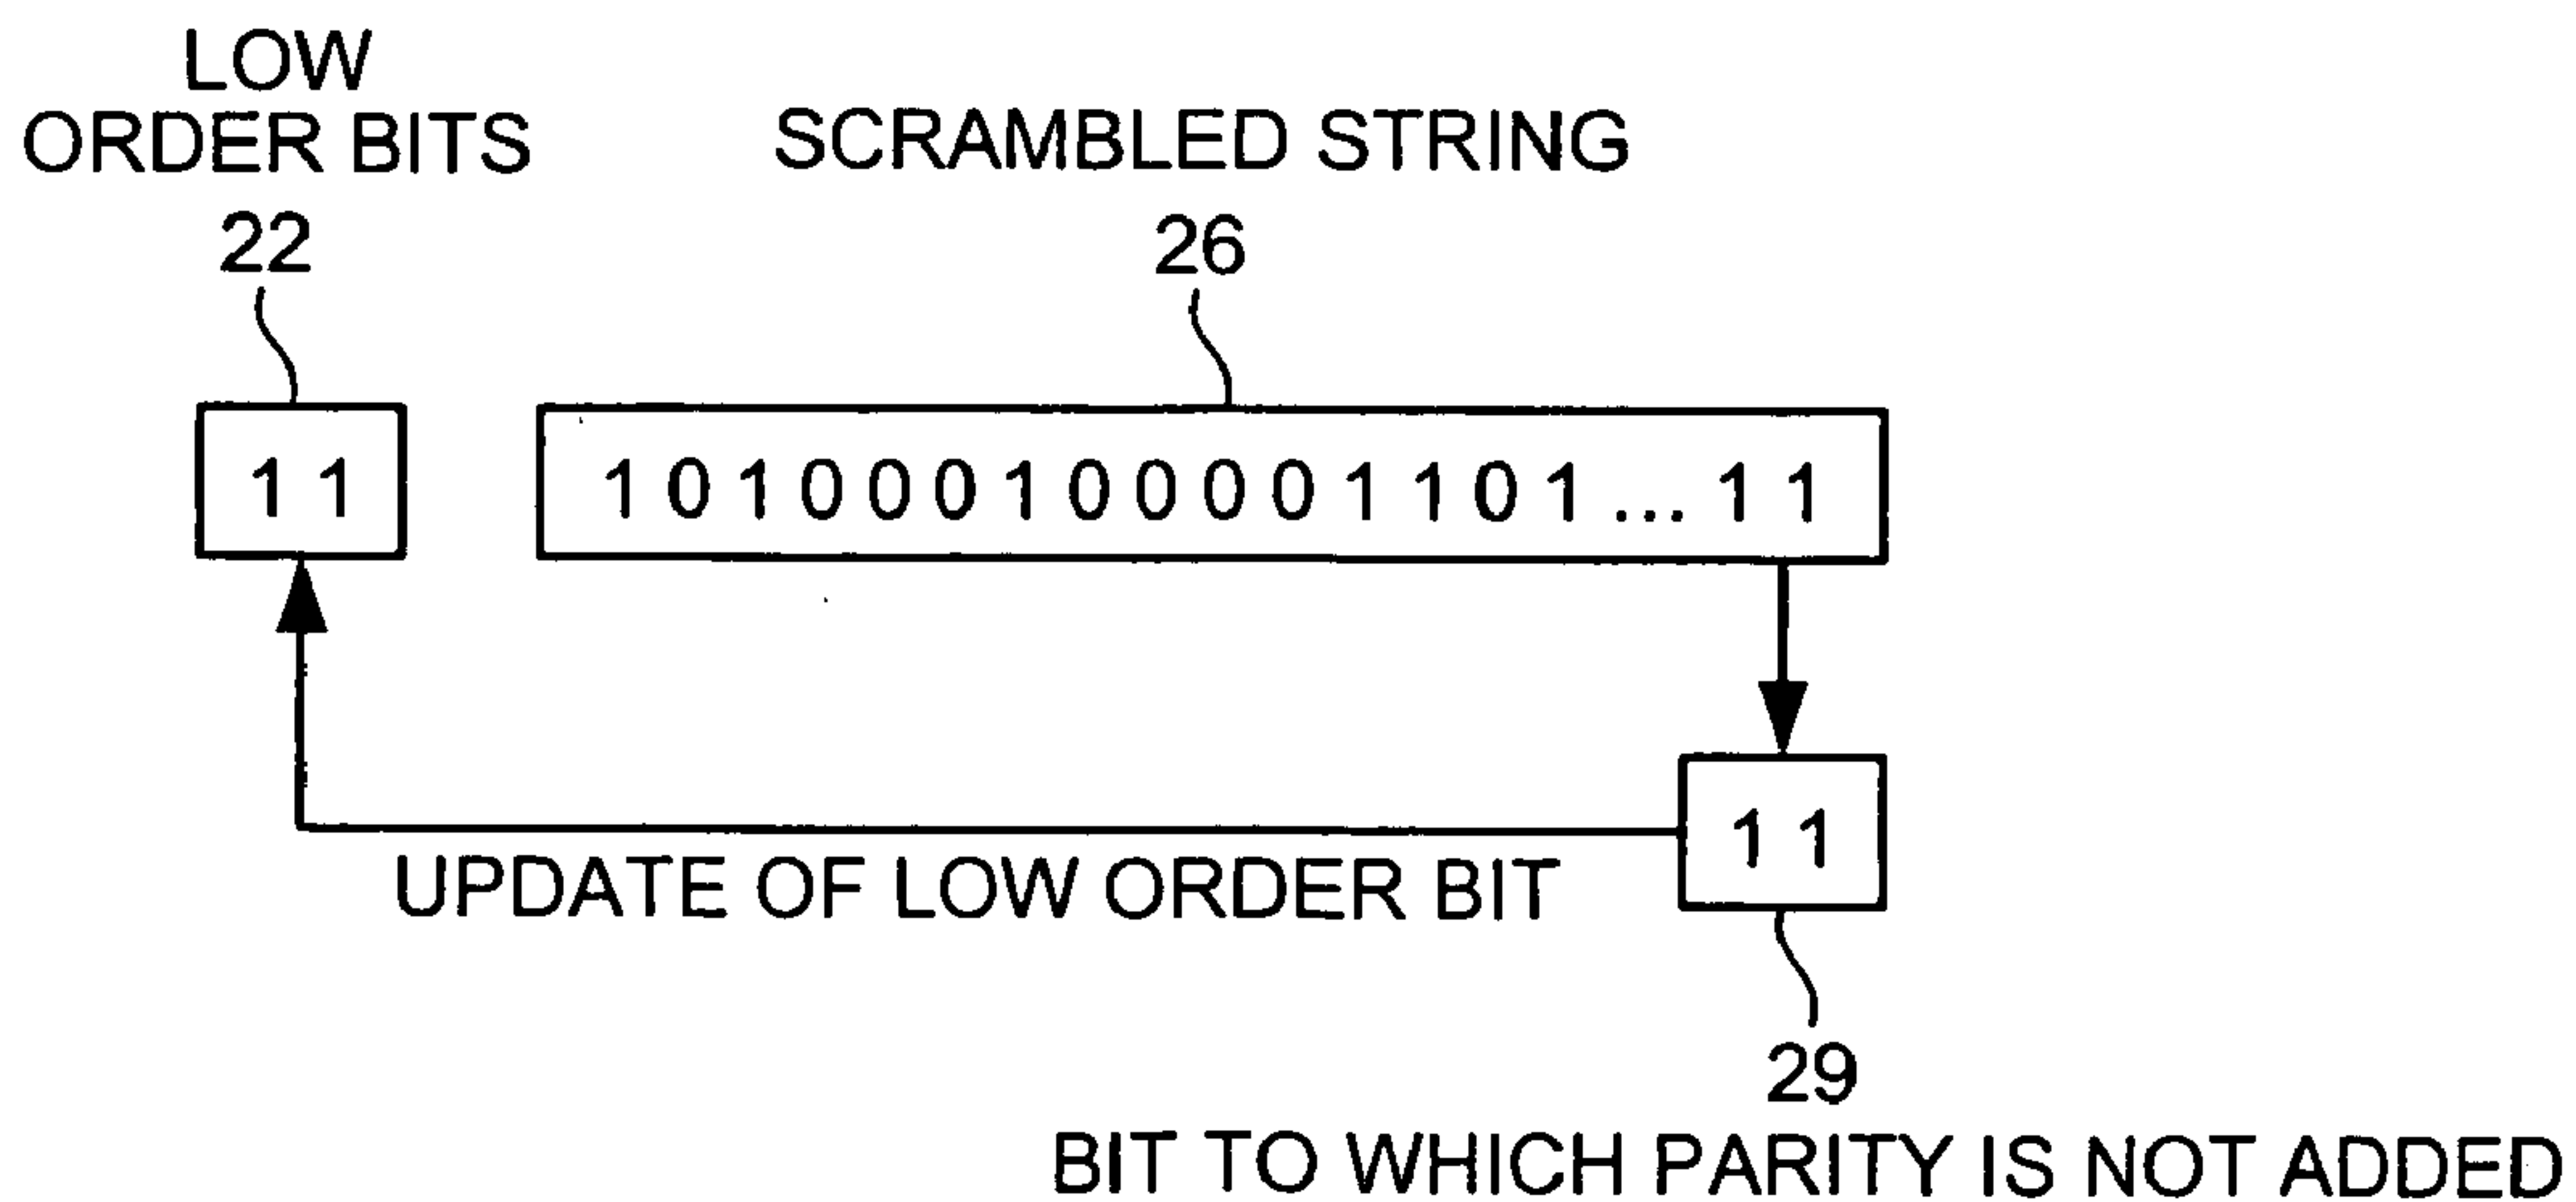 LOW
ORDER BITS
22
SCRAMBLED STRING
26
1 1
1 0 1 0 0 0 1 0 0 0 0 1 1 0 1 ... 1 1
UPDATE OF LOW ORDER BIT
1 1
29
BIT TO WHICH PARITY IS NOT ADDED